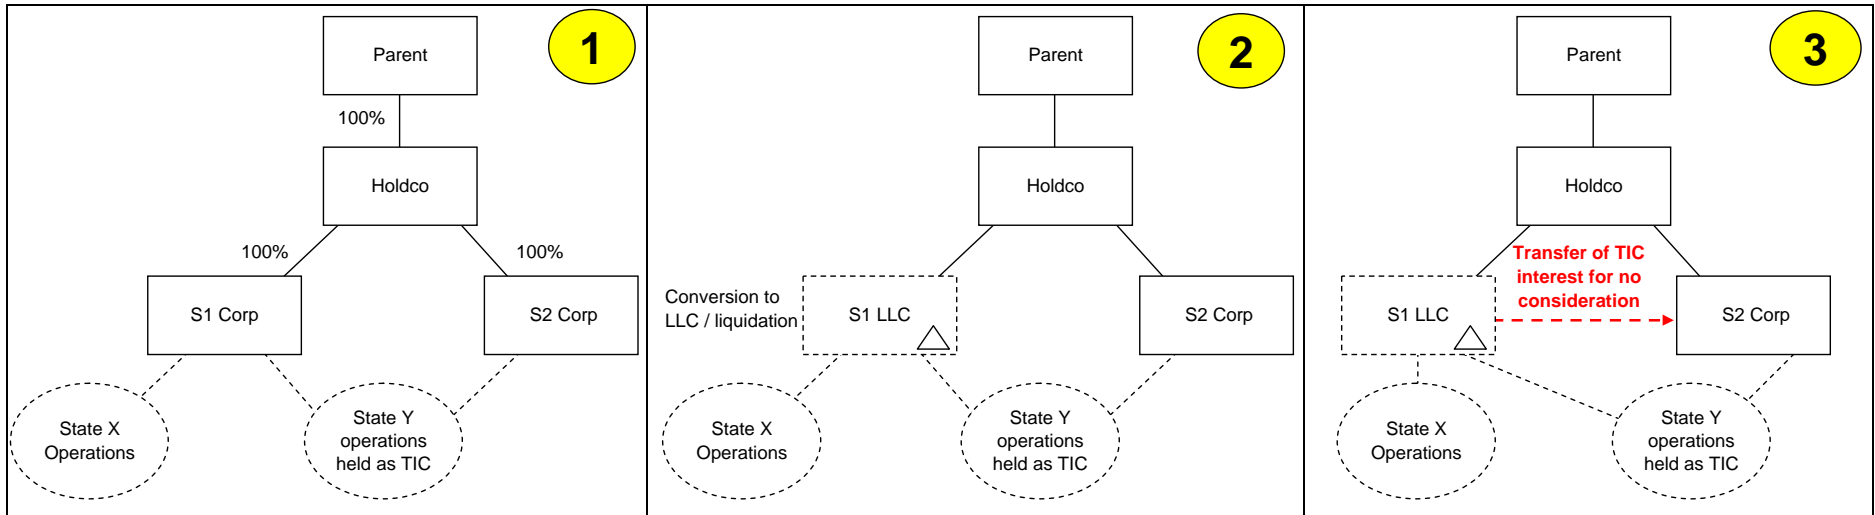 1
Parent
100%
Holdco
100%
100%
S1 Corp
S2 Corp
State X
Operations
State Y
operations
held as TIC
2
Parent
Holdco
Conversion to
LLC / liquidation
S1 LLC
S2 Corp
State X
Operations
State Y
operations
held as TIC
3
Parent
Holdco
Transfer of TIC
interest for no
consideration
S1 LLC
S2 Corp
State X
Operations
State Y
operations
held as TIC